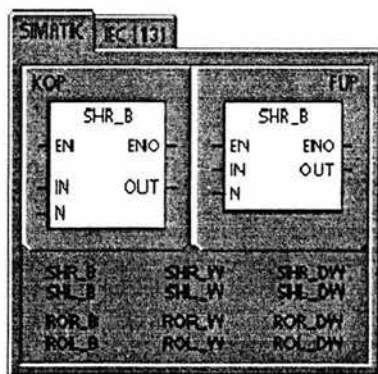 SIMATIK IEC 1131
KOP FUP
SHR_B SHR_B
EN ENO EN ENO
IN OUT IN OUT
N N
SHR_B SHR_W SHR_DW
SHL_B SHL_W SHL_DW
ROR_B ROR_W ROR_DW
ROL_B ROL_W ROL_DW